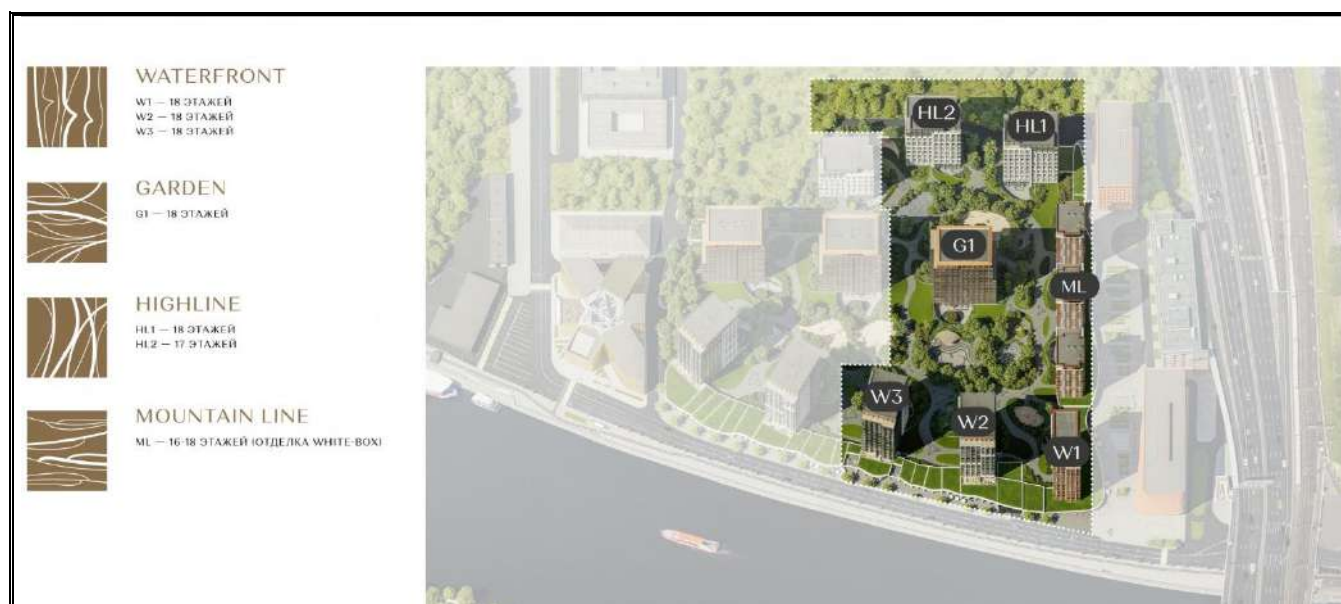 WATERFRONT
W1 — 18 ЭТАЖЕЙ
W2 — 18 ЭТАЖЕЙ
W3 — 18 ЭТАЖЕЙ
GARDEN
G1 — 18 ЭТАЖЕЙ
HIGHLINE
HL1 — 18 ЭТАЖЕЙ
HL2 — 17 ЭТАЖЕЙ
MOUNTAIN LINE
ML — 16-18 ЭТАЖЕЙ (ОТДЕЛКА WHITE-BOX)
HL2
HL1
G1
ML
W3
W2
W1